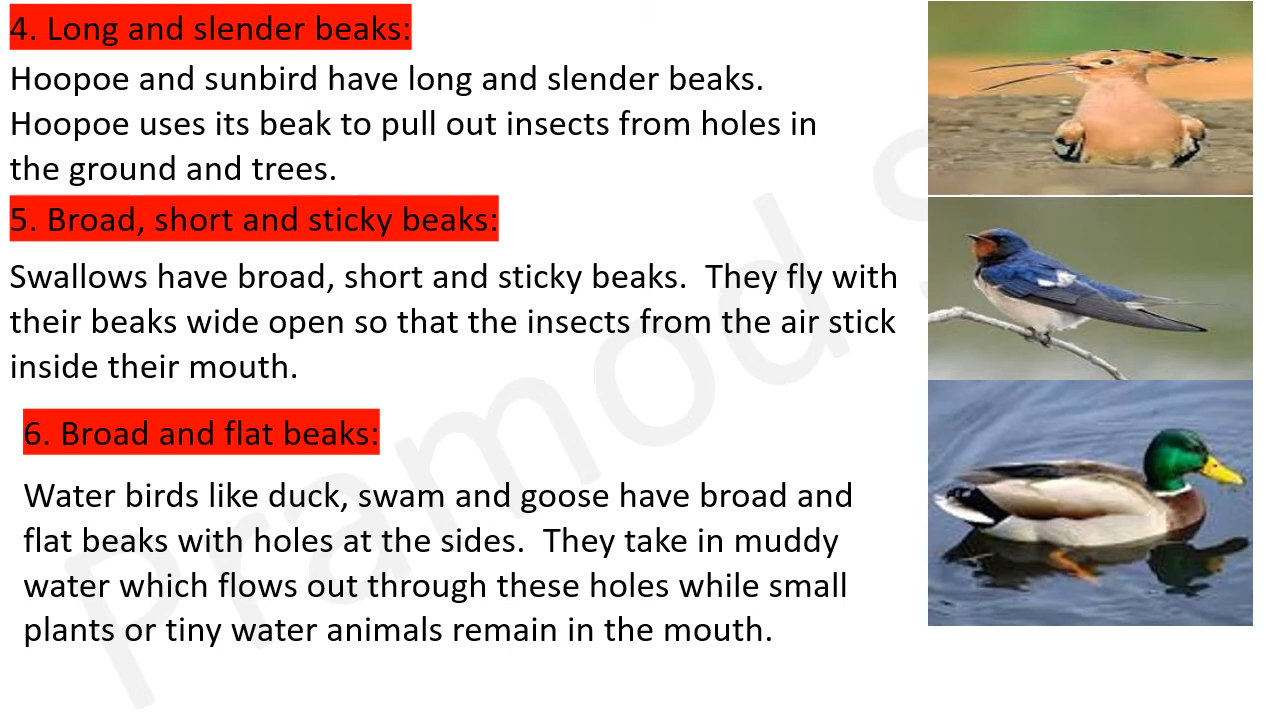 4. Long and slender beaks:
Hoopoe and sunbird have long and slender beaks.
Hoopoe uses its beak to pull out insects from holes in
the ground and trees.
5. Broad, short and sticky beaks:
Swallows have broad, short and sticky beaks.  They fly with
their beaks wide open so that the insects from the air stick
inside their mouth.
6. Broad and flat beaks:
Water birds like duck, swam and goose have broad and
flat beaks with holes at the sides.  They take in muddy
water which flows out through these holes while small
plants or tiny water animals remain in the mouth.
Pramod S